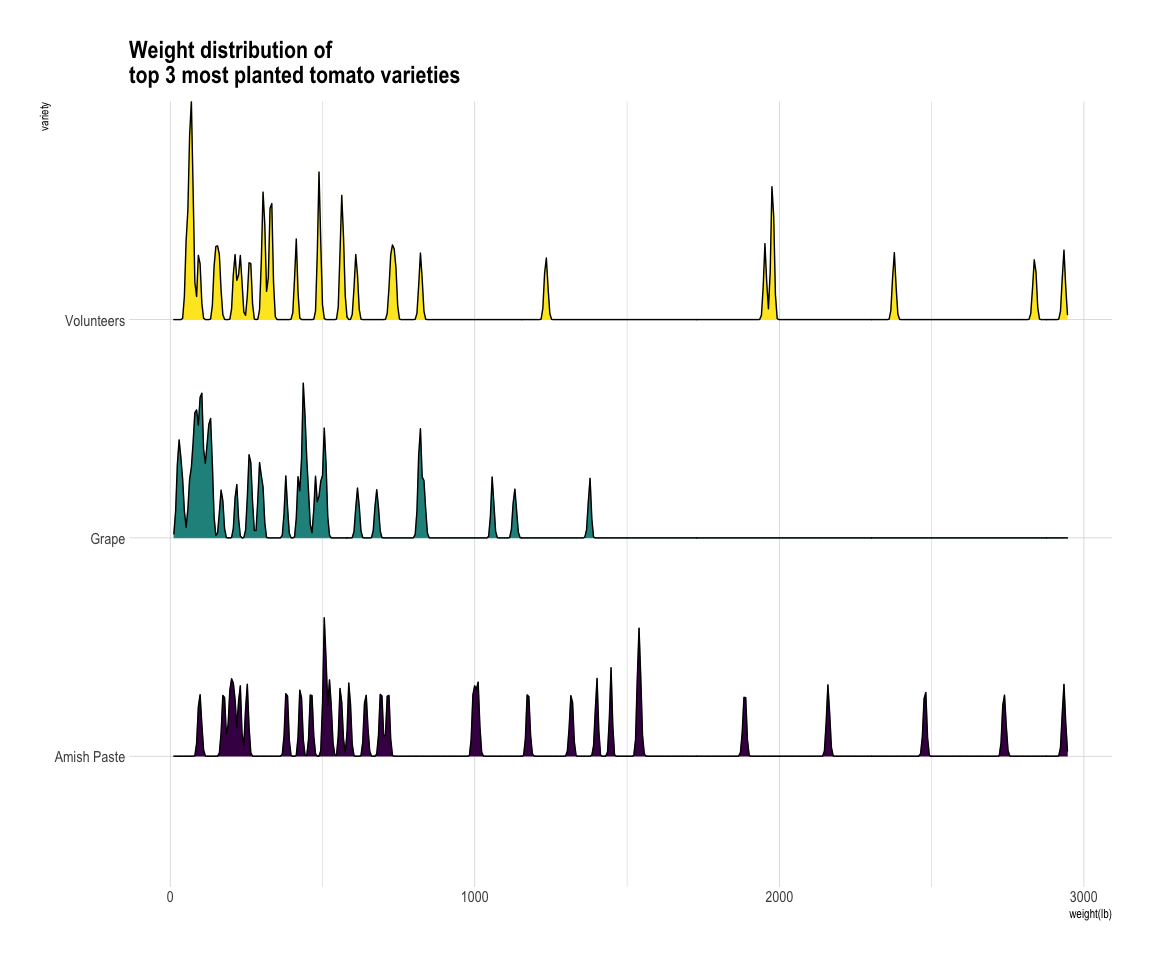 Weight distribution of
top 3 most planted tomato varieties
variety
Volunteers
Grape
Amish Paste
0 1000 2000 3000
weight(lb)